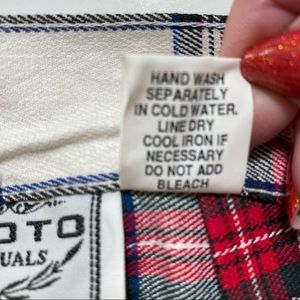 HAND WASH
SEPARATELY
IN COLD WATER.
LINE DRY
COOL IRON IF
NECESSARY
DO NOT ADD
BLEACH
OTO
UALS